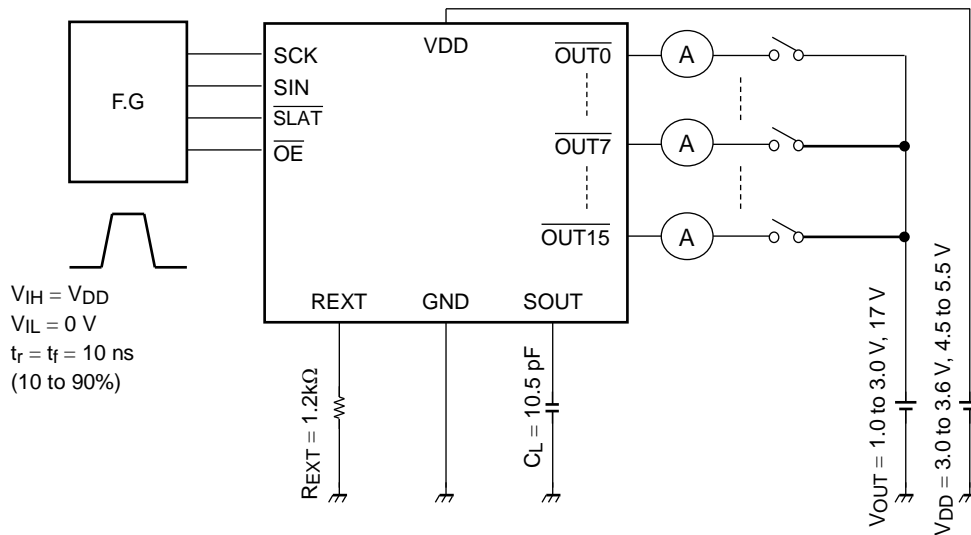 F.G
SCK
SIN
SLAT
OE
VDD
OUT0
OUT7
OUT15
A
A
A
REXT
GND
SOUT
VIH = VDD
VIL = 0 V
tr = tf = 10 ns
(10 to 90%)
REXT = 1.2kΩ
CL = 10.5 pF
VOUT = 1.0 to 3.0 V, 17 V
VDD = 3.0 to 3.6 V, 4.5 to 5.5 V